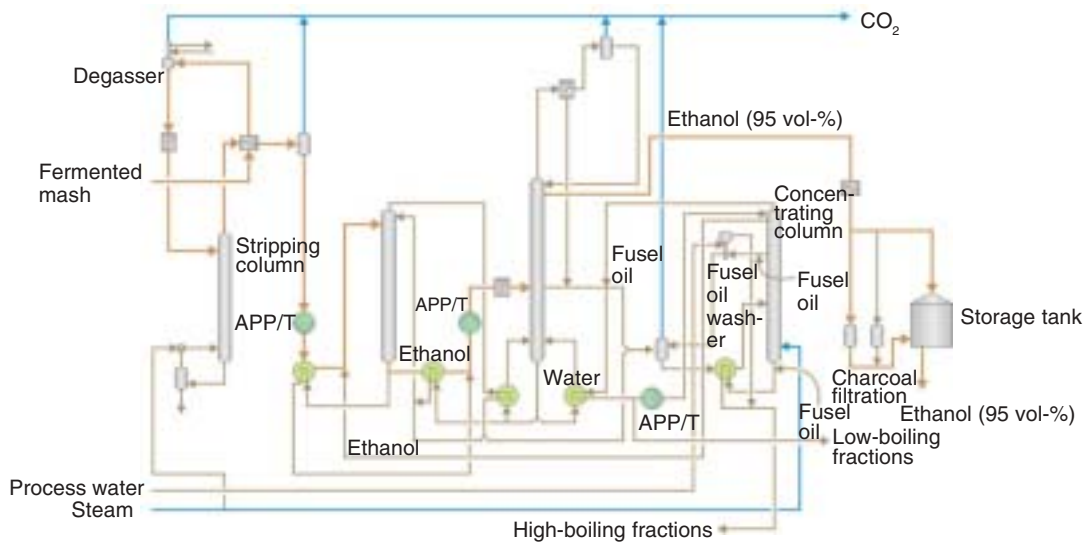 CO₂
Degasser
Ethanol (95 vol-%)
Fermented
mash
Concen-
trating
column
Stripping
column
Fusel
oil
Fusel
oil
wash-
er
Fusel
oil
APP/T
APP/T
Storage tank
Ethanol
Water
Charcoal
filtration
APP/T
Fusel
oil
Ethanol (95 vol-%)
Ethanol
Low-boiling
fractions
Process water
Steam
High-boiling fractions